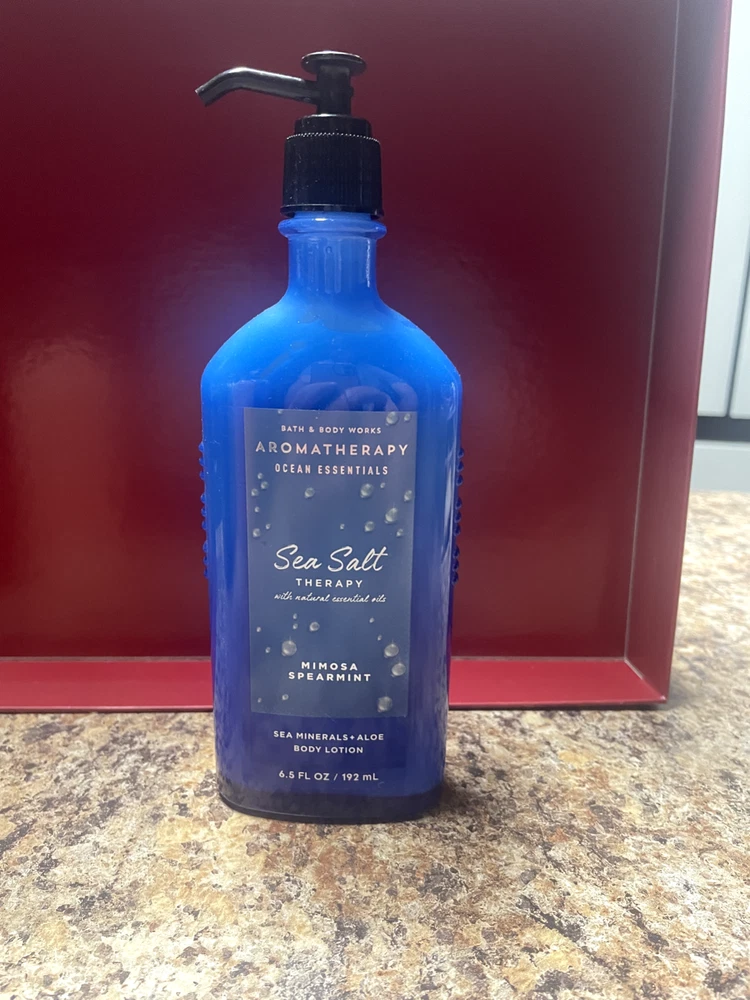 BATH & BODY WORKS
AROMATHERAPY
OCEAN ESSENTIALS
Sea Salt
THERAPY
with natural essential oils
MIMOSA
SPEARMINT
SEA MINERALS+ALOE
BODY LOTION
6.5 FL OZ / 192 mL